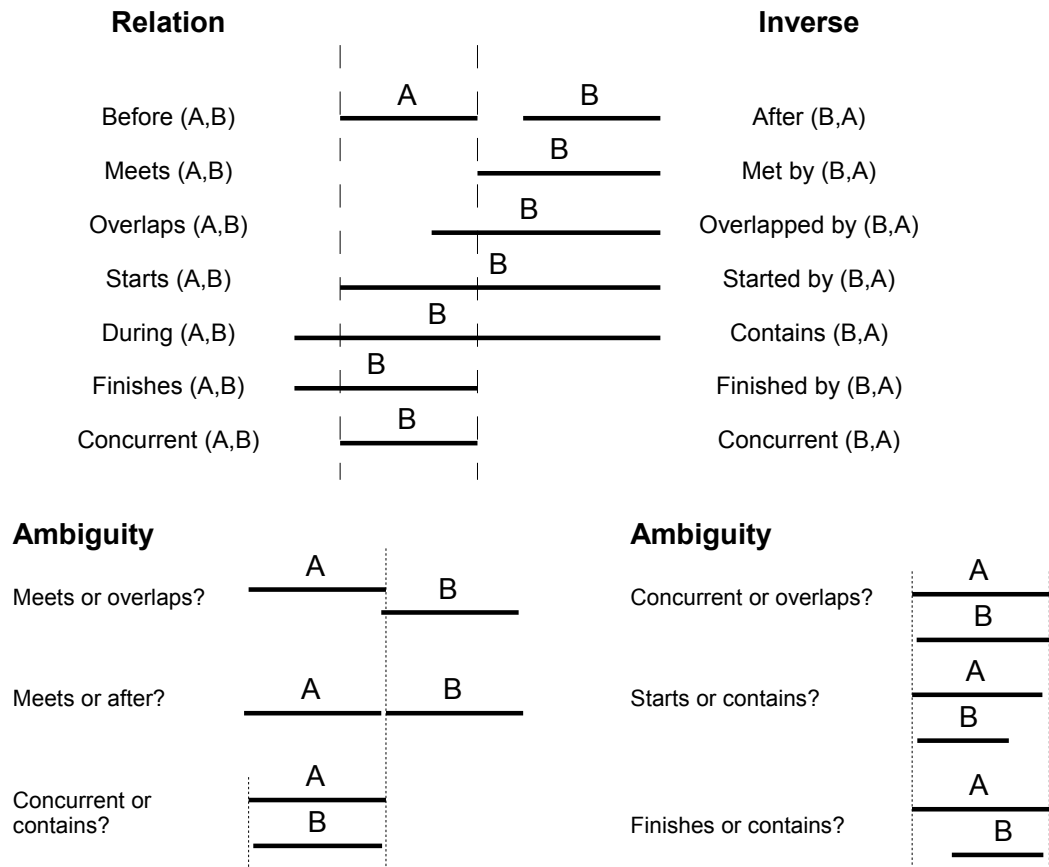 Relation Inverse
A B
Before (A,B) After (B,A)
B
Meets (A,B) Met by (B,A)
B
Overlaps (A,B) Overlapped by (B,A)
B
Starts (A,B) Started by (B,A)
B
During (A,B) Contains (B,A)
B
Finishes (A,B) Finished by (B,A)
B
Concurrent (A,B) Concurrent (B,A)
Ambiguity
A
Meets or overlaps? B
A B
Meets or after?
A
Concurrent or
contains? B
Ambiguity
A
Concurrent or overlaps?
B
A
Starts or contains?
B
A
Finishes or contains? B